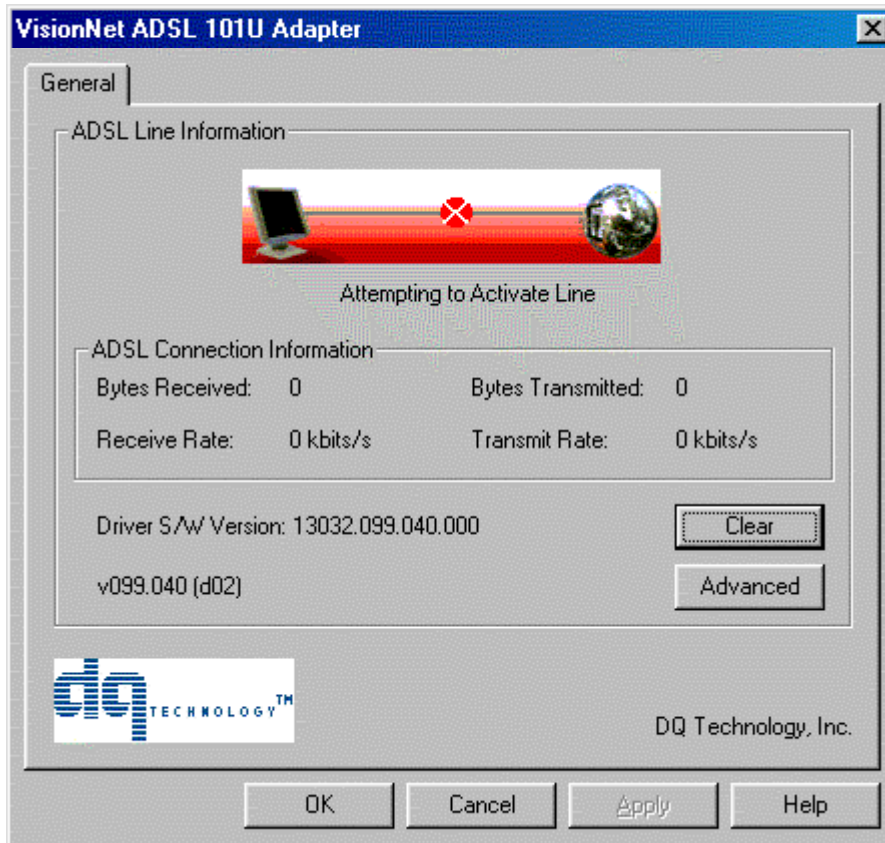 VisionNet ADSL 101U Adapter
General
ADSL Line Information
Attempting to Activate Line
ADSL Connection Information
Bytes Received: 0 Bytes Transmitted: 0
Receive Rate: 0 kbits/s Transmit Rate: 0 kbits/s
Driver S/W Version: 13032.099.040.000 Clear
v099.040 (d02) Advanced
dq TECHNOLOGY™
DQ Technology, Inc.
OK Cancel Apply Help